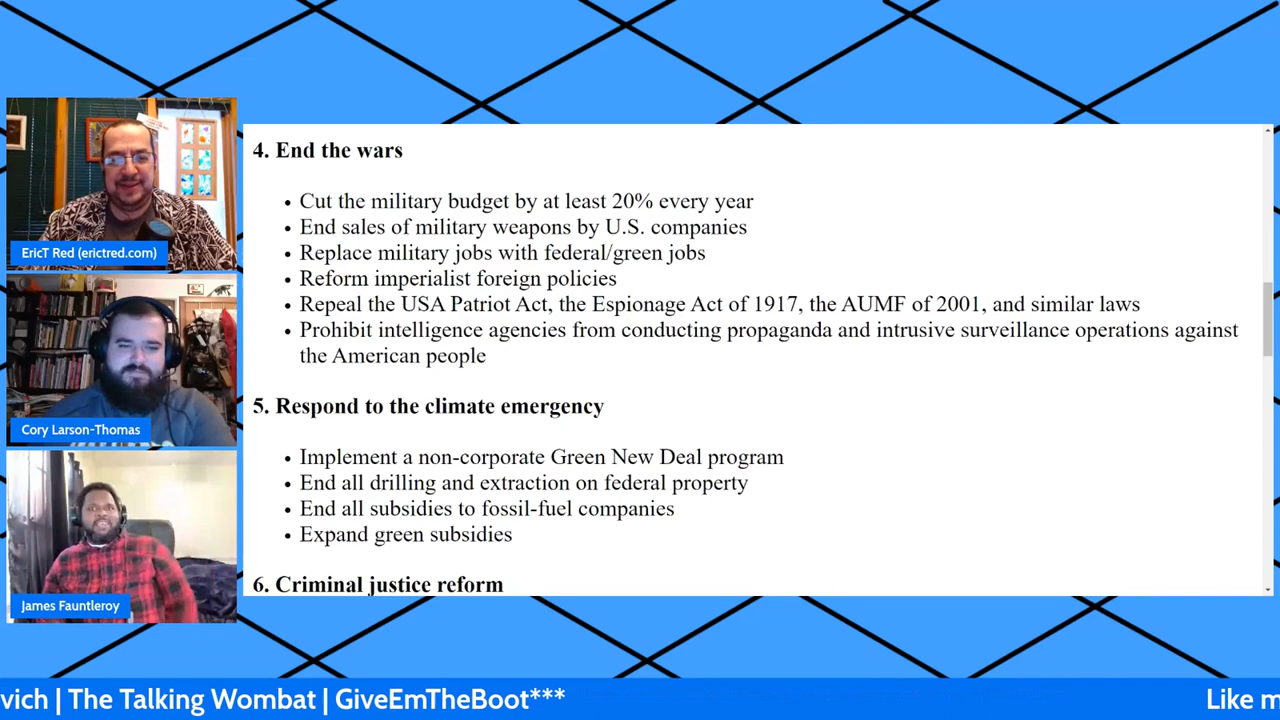 4. End the wars
• Cut the military budget by at least 20% every year
• End sales of military weapons by U.S. companies
• Replace military jobs with federal/green jobs
• Reform imperialist foreign policies
• Repeal the USA Patriot Act, the Espionage Act of 1917, the AUMF of 2001, and similar laws
• Prohibit intelligence agencies from conducting propaganda and intrusive surveillance operations against
the American people
5. Respond to the climate emergency
• Implement a non-corporate Green New Deal program
• End all drilling and extraction on federal property
• End all subsidies to fossil-fuel companies
• Expand green subsidies
6. Criminal justice reform
EricT Red (erictred.com)
Cory Larson-Thomas
James Fauntleroy
vich | The Talking Wombat | GiveEmTheBoot***
Like m